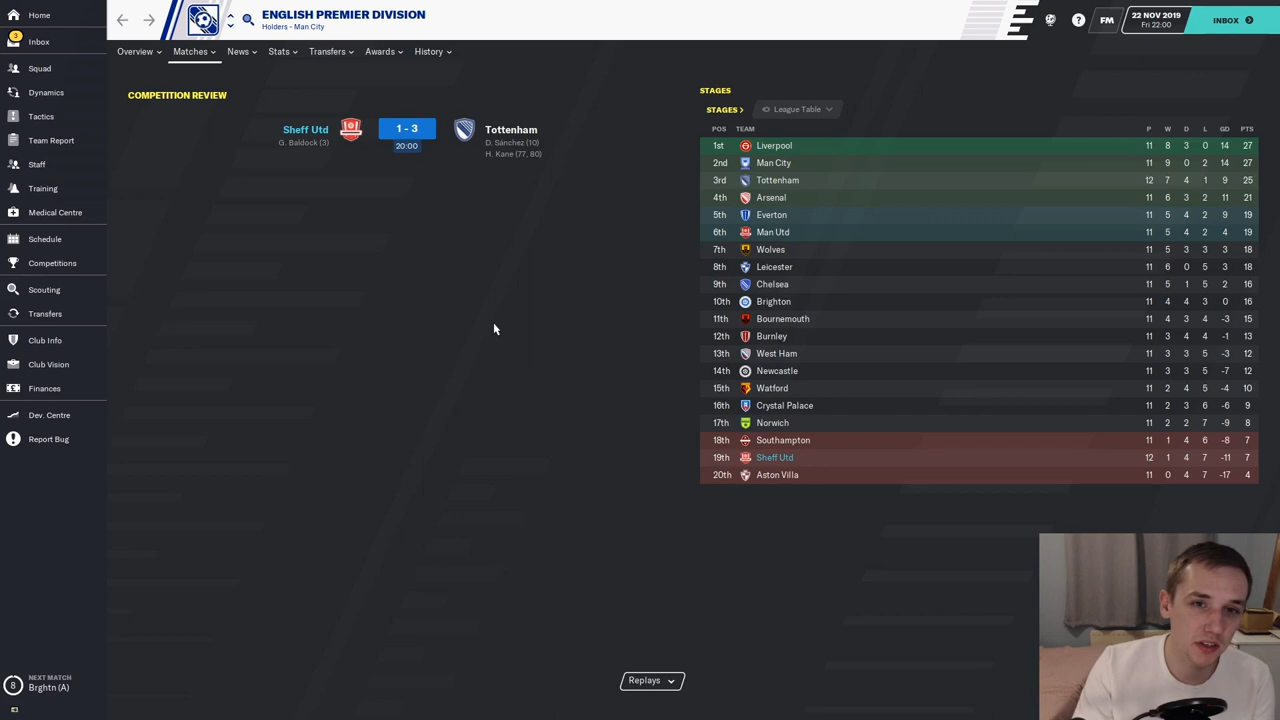 Home
3
Inbox
Squad
Dynamics
Tactics
Team Report
Staff
Training
Medical Centre
Schedule
Competitions
Scouting
Transfers
Club Info
Club Vision
Finances
Dev. Centre
Report Bug
8
NEXT MATCH
Brghtn (A)
ENGLISH PREMIER DIVISION
Holders - Man City
?
FM
22 NOV 2019
Fri 22:00
INBOX
Overview Matches News Stats Transfers Awards History
COMPETITION REVIEW
Sheff Utd 1 - 3 Tottenham
G. Baldock (3) 20:00 D. Sánchez (10)
H. Kane (77, 80)
Replays
STAGES
STAGES > League Table
POS TEAM P W D L GD PTS
1st Liverpool 11 8 3 0 14 27
2nd Man City 11 9 0 2 14 27
3rd Tottenham 12 7 4 1 9 25
4th Arsenal 11 6 3 2 11 21
5th Everton 11 5 4 2 9 19
6th Man Utd 11 5 4 2 4 19
7th Wolves 11 5 3 3 3 18
8th Leicester 11 6 0 5 3 18
9th Chelsea 11 5 1 5 2 16
10th Brighton 11 4 4 3 0 16
11th Bournemouth 11 4 3 4 -3 15
12th Burnley 11 3 4 4 -1 13
13th West Ham 11 3 3 5 -3 12
14th Newcastle 11 3 3 5 -7 12
15th Watford 11 2 4 5 -4 10
16th Crystal Palace 11 2 3 6 -6 9
17th Norwich 11 2 2 7 -9 8
18th Southampton 11 1 4 6 -8 7
19th Sheff Utd 12 1 4 7 -11 7
20th Aston Villa 11 0 4 7 -17 4